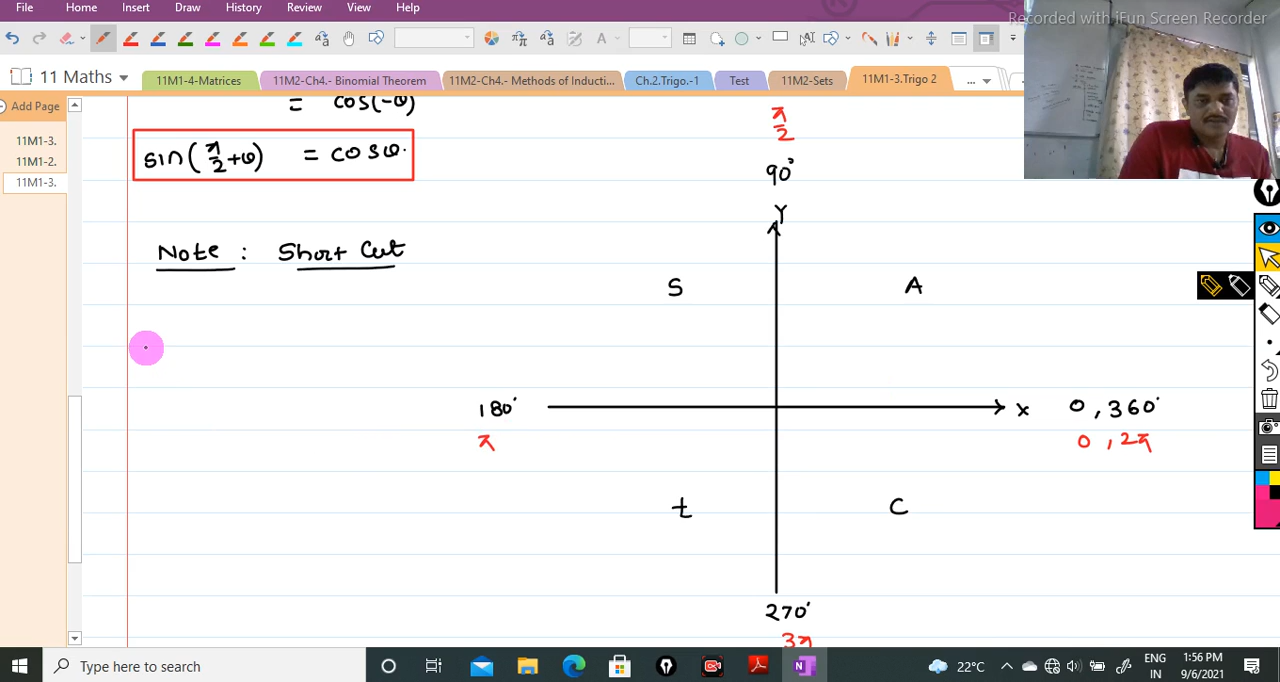 File Home Insert Draw History Review View Help
Recorded with iFun Screen Recorder
11 Maths
11M1-4-Matrices 11M2-Ch4.- Binomial Theorem 11M2-Ch4.- Methods of Inducti... Ch.2.Trigo.-1 Test 11M2-Sets 11M1-3.Trigo 2 ...
Add Page
11M1-3.
11M1-2.
11M1-3.
= cos(-θ)
sin(π/2+θ) = cosθ.
π/2
90°
Y
Note : Short Cut
S A
180° X 0, 360°
π 0, 2π
t C
270°
3π
Type here to search
22°C
ENG
IN
1:56 PM
9/6/2021